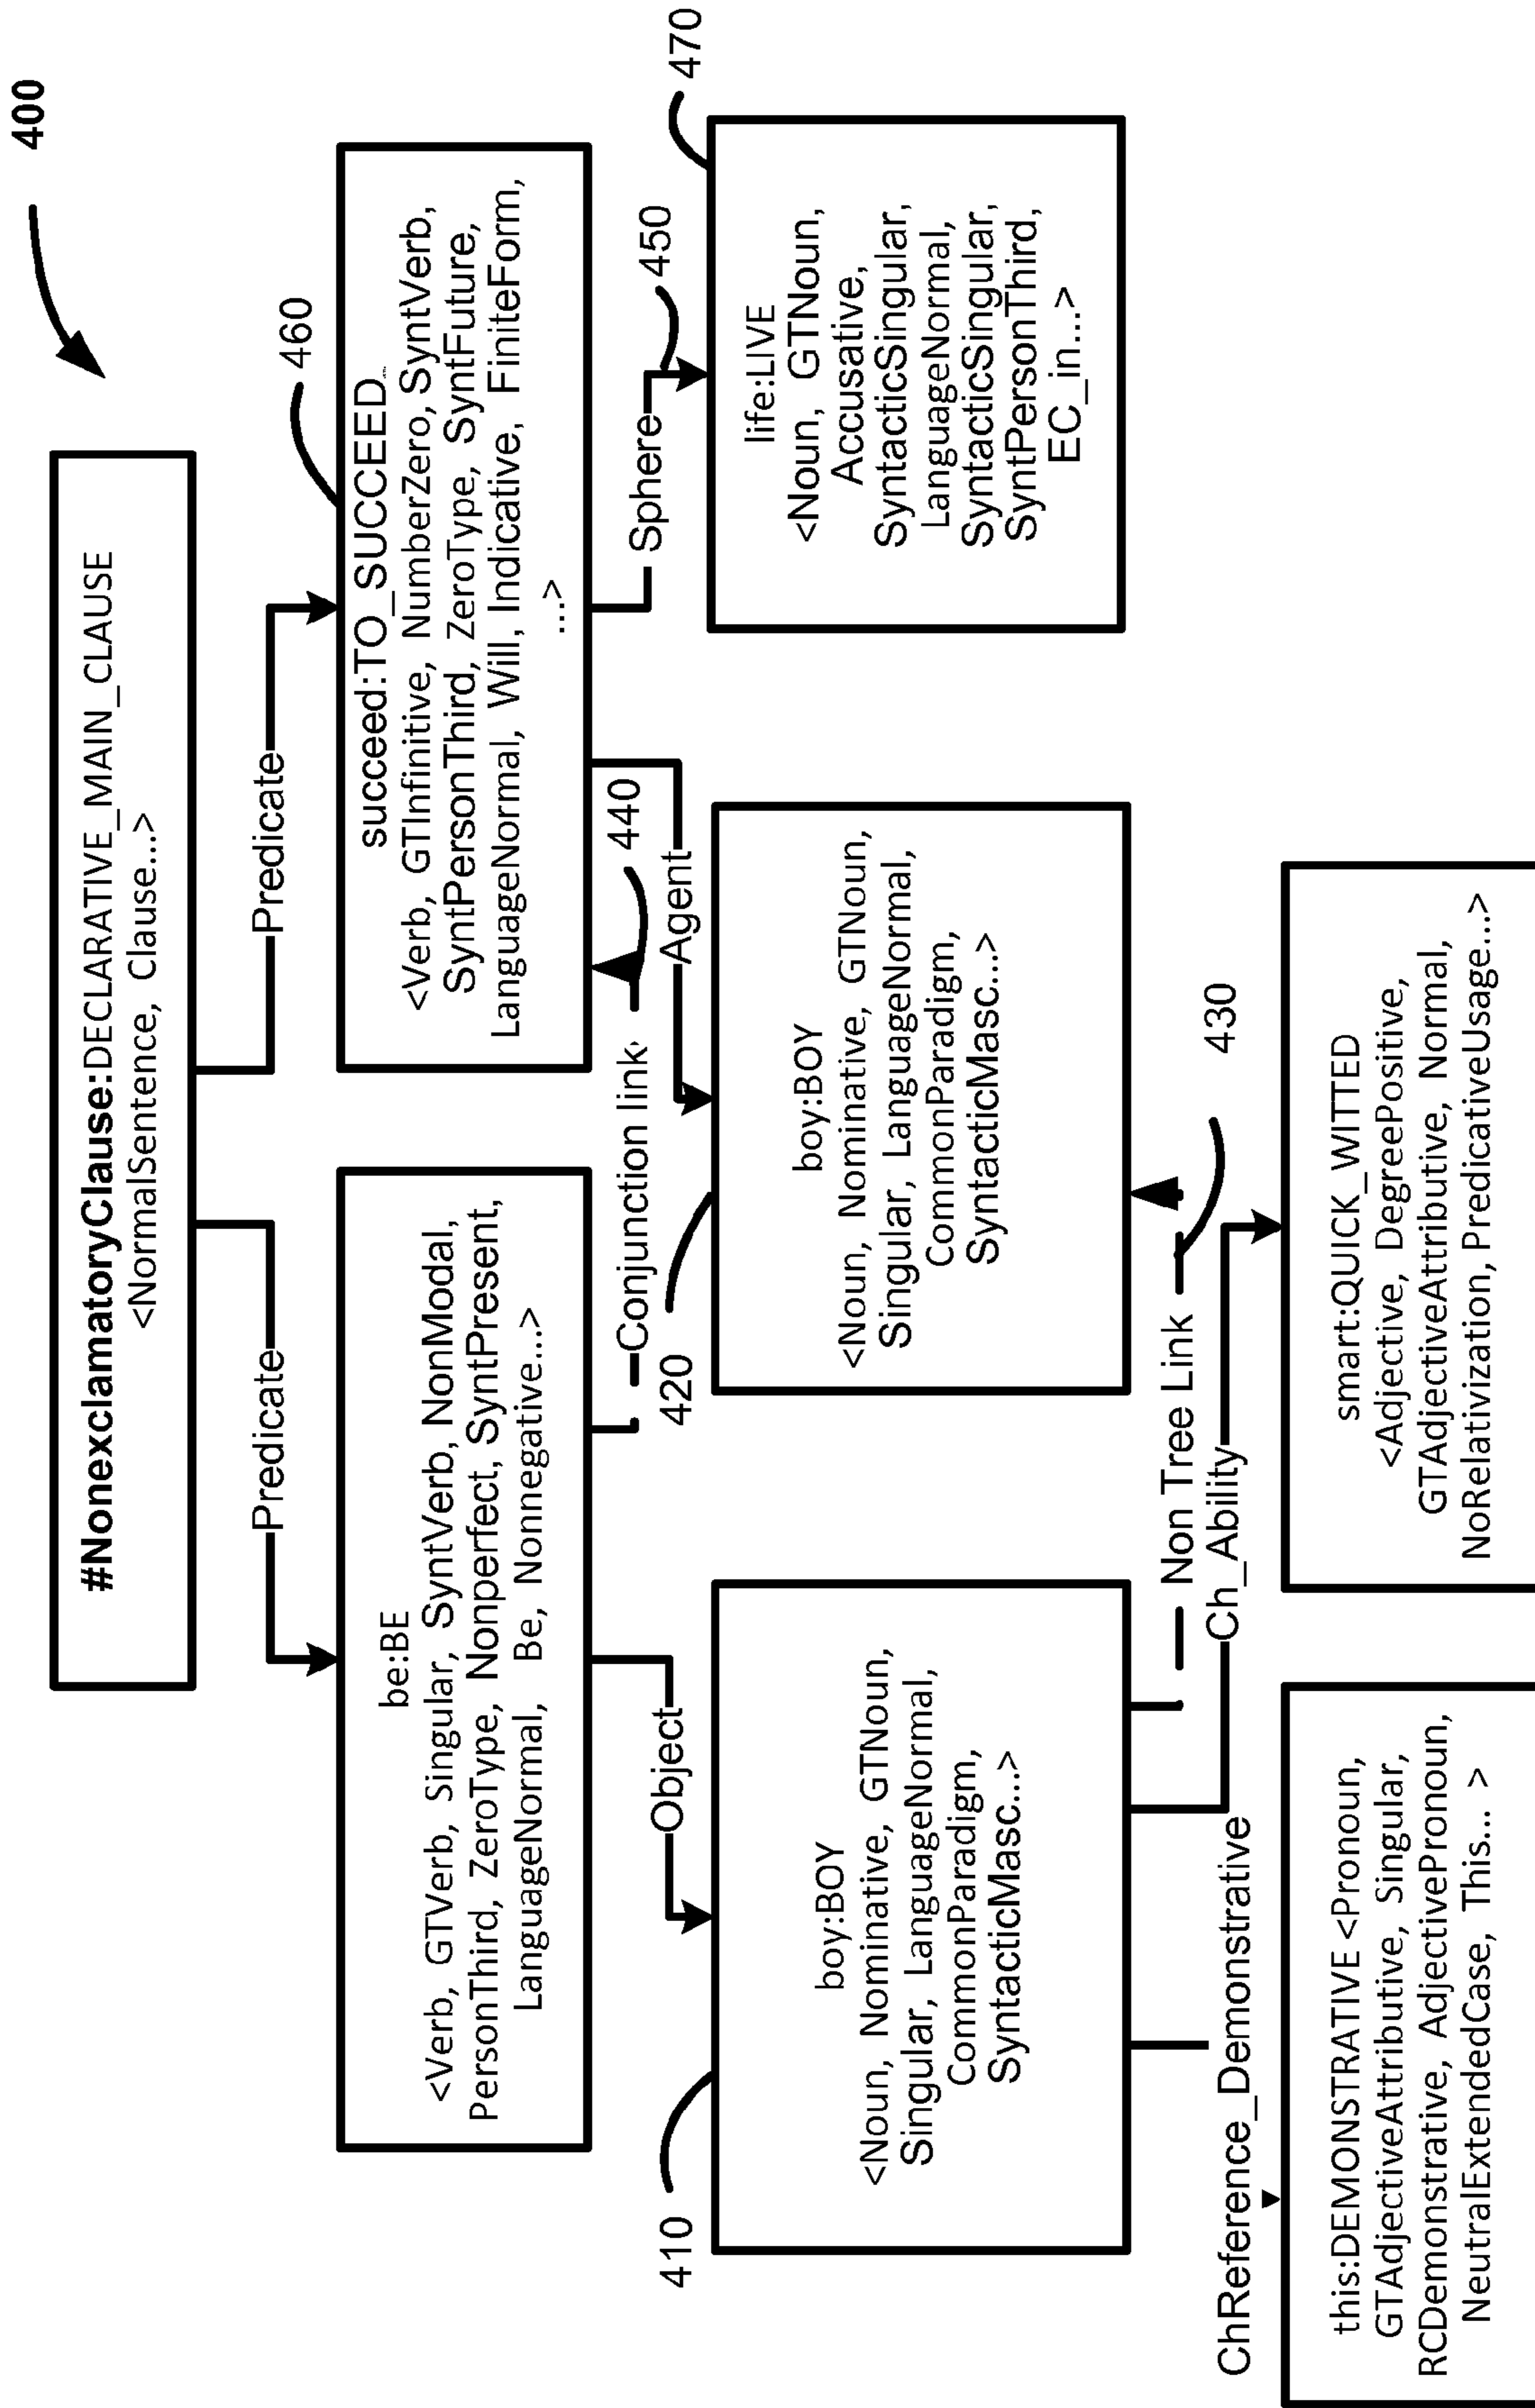 400
#NonexclamatoryClause:DECLARATIVE_MAIN_CLAUSE
<NormalSentence, Clause...>
Predicate
Predicate
460
be:BE
<Verb, GTVerb, Singular, SyntVerb, NonModal,
PersonThird, ZeroType, Nonperfect, SyntPresent,
LanguageNormal, Be, Nonnegative...>
succeed:TO_SUCCEED
<Verb, GTInfinitive, NumberZero, SyntVerb,
SyntPersonThird, ZeroType, SyntFuture,
LanguageNormal, Will, Indicative, FiniteForm,
...>
Object
Conjunction link
440
Agent
Sphere
450
410
420
470
boy:BOY
<Noun, Nominative, GTNoun,
Singular, LanguageNormal,
CommonParadigm,
SyntacticMasc...>
boy:BOY
<Noun, Nominative, GTNoun,
Singular, LanguageNormal,
CommonParadigm,
SyntacticMasc...>
life:LIVE
<Noun, GTNoun,
Accusative,
SyntacticSingular,
LanguageNormal,
SyntacticSingular,
SyntPersonThird,
EC_in...>
ChReference_Demonstrative
Non Tree Link
Ch_Ability
430
this:DEMONSTRATIVE <Pronoun,
GTAdjectiveAttributive, Singular,
RCDemonstrative, AdjectivePronoun,
NeutralExtendedCase, This... >
smart:QUICK_WITTED
<Adjective, DegreePositive,
GTAdjectiveAttributive, Normal,
NoRelativization, PredicativeUsage...>